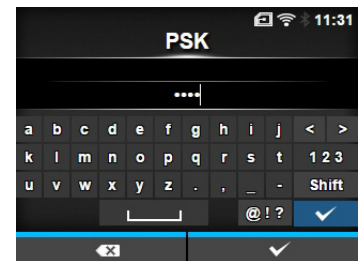 11:31
PSK
••••
a b c d e f g h i j < >
k l m n o p q r s t 1 2 3
u v w x y z . , _ - Shift
@ ! ?